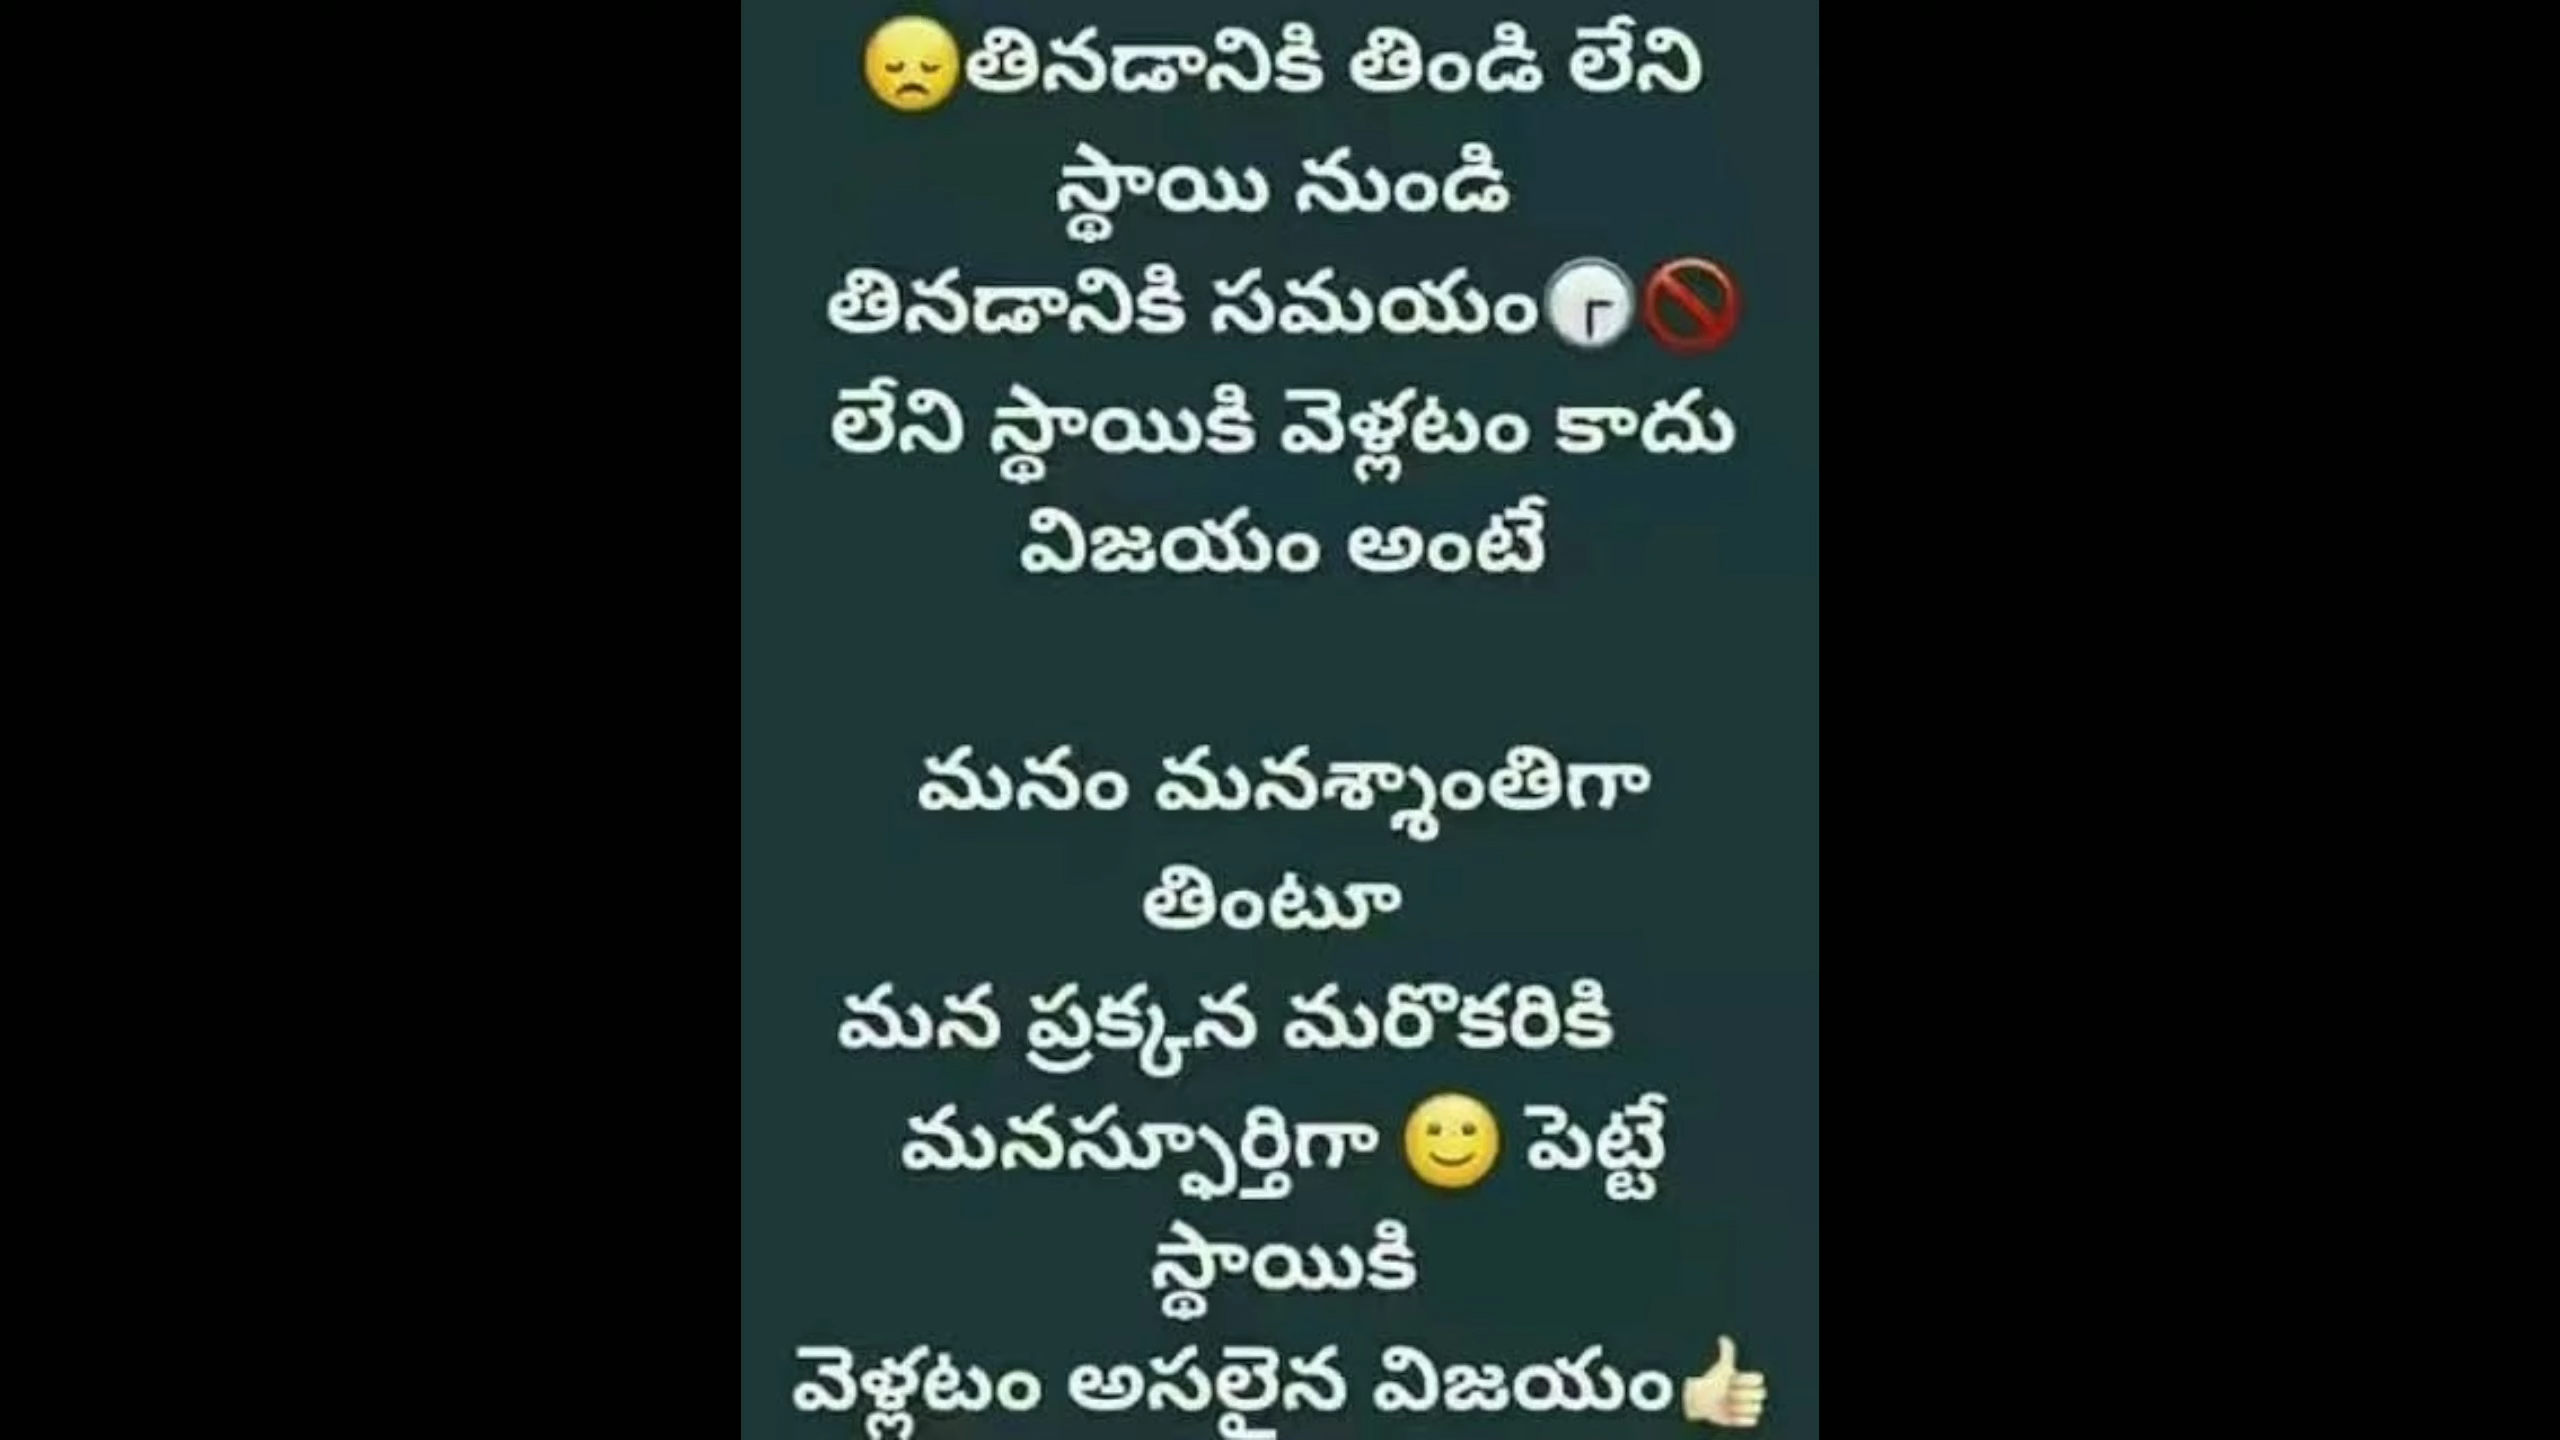 😞తినడానికి తిండి లేని
స్థాయి నుండి
తినడానికి సమయం🕞🚫
లేని స్థాయికి వెళ్లటం కాదు
విజయం అంటే
మనం మనశ్శాంతిగా
తింటూ
మన ప్రక్కన మరొకరికి
మనస్ఫూర్తిగా 🙂 పెట్టే
స్థాయికి
వెళ్లటం అసలైన విజయం👍🏻